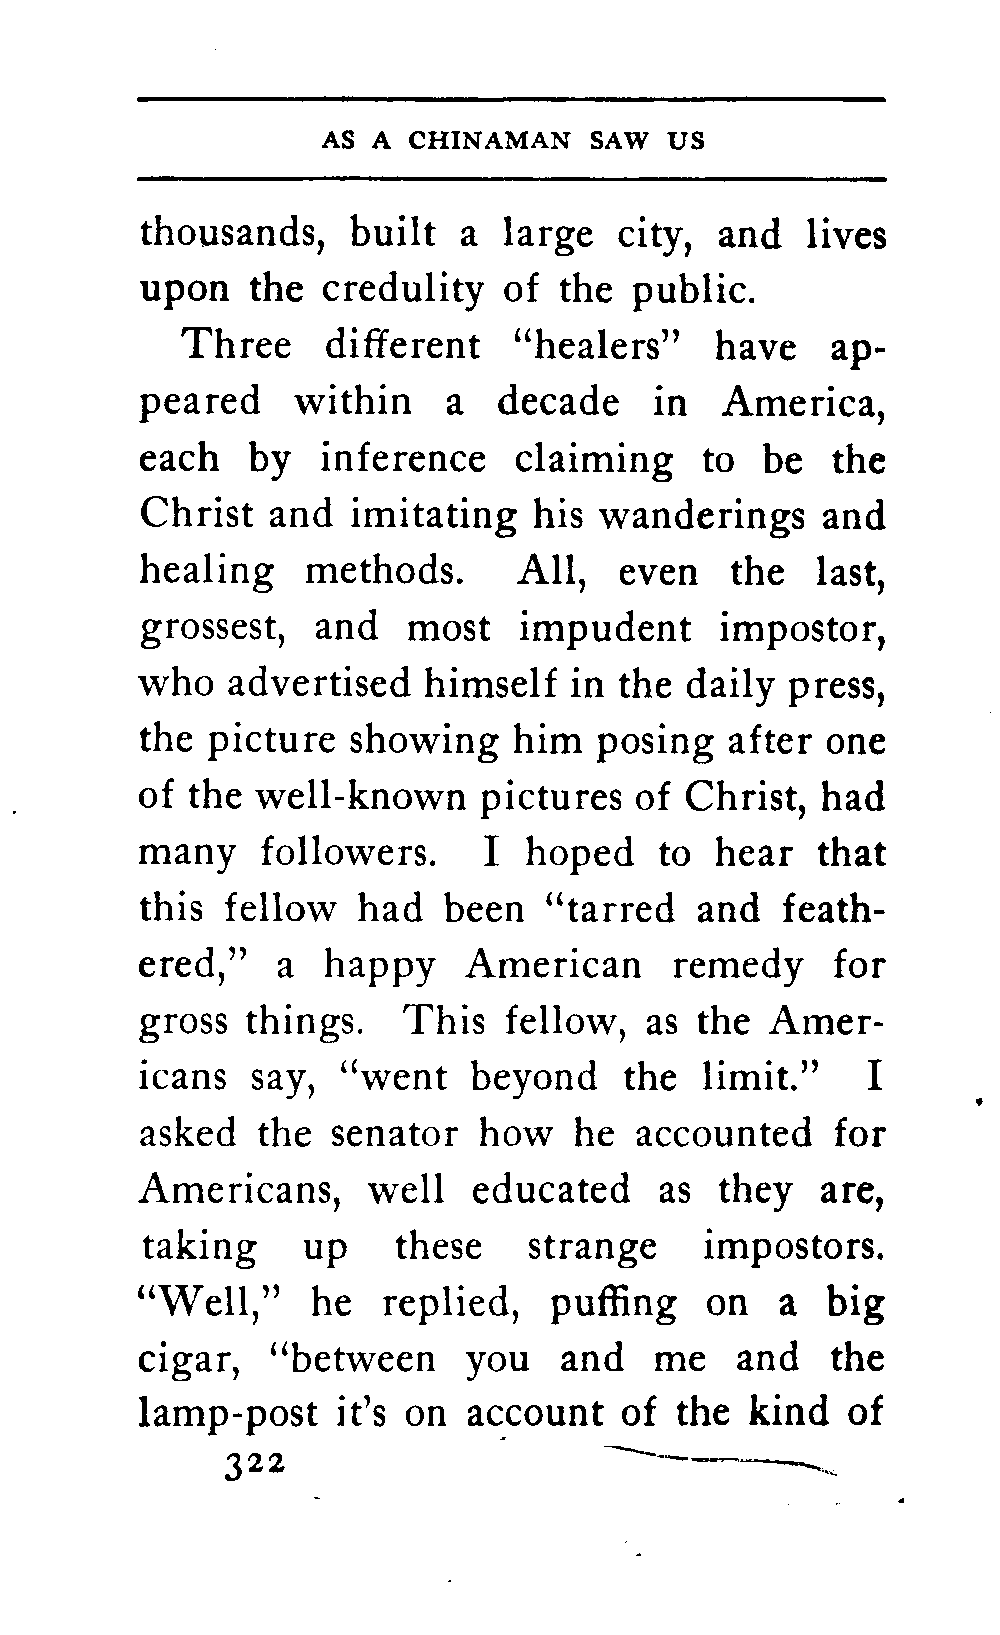 AS A CHINAMAN SAW US
thousands, built a large city, and lives
upon the credulity of the public.
Three different “healers” have ap-
peared within a decade in America,
each by inference claiming to be the
Christ and imitating his wanderings and
healing methods. All, even the last,
grossest, and most impudent impostor,
who advertised himself in the daily press,
the picture showing him posing after one
of the well-known pictures of Christ, had
many followers. I hoped to hear that
this fellow had been “tarred and feath-
ered,” a happy American remedy for
gross things. This fellow, as the Amer-
icans say, “went beyond the limit.” I
asked the senator how he accounted for
Americans, well educated as they are,
taking up these strange impostors.
“Well,” he replied, puffing on a big
cigar, “between you and me and the
lamp-post it’s on account of the kind of
322